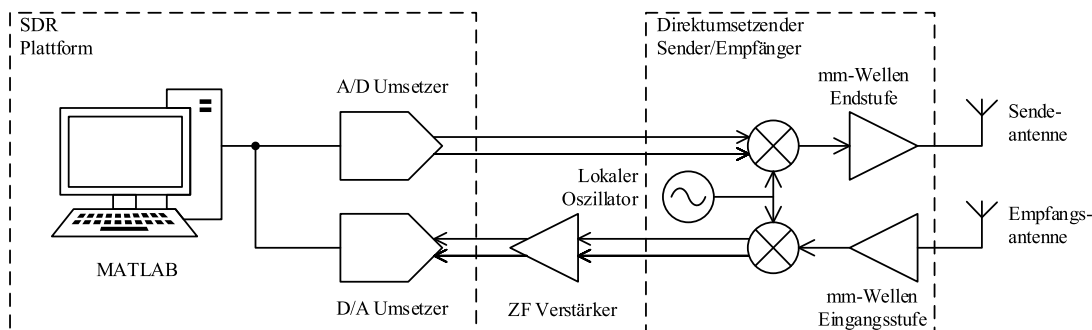 SDR
Plattform
Direktumsetzender
Sender/Empfänger
A/D Umsetzer
mm-Wellen
Endstufe
Sende-
antenne
Lokaler
Oszillator
Empfangs-
antenne
MATLAB
D/A Umsetzer
ZF Verstärker
mm-Wellen
Eingangsstufe